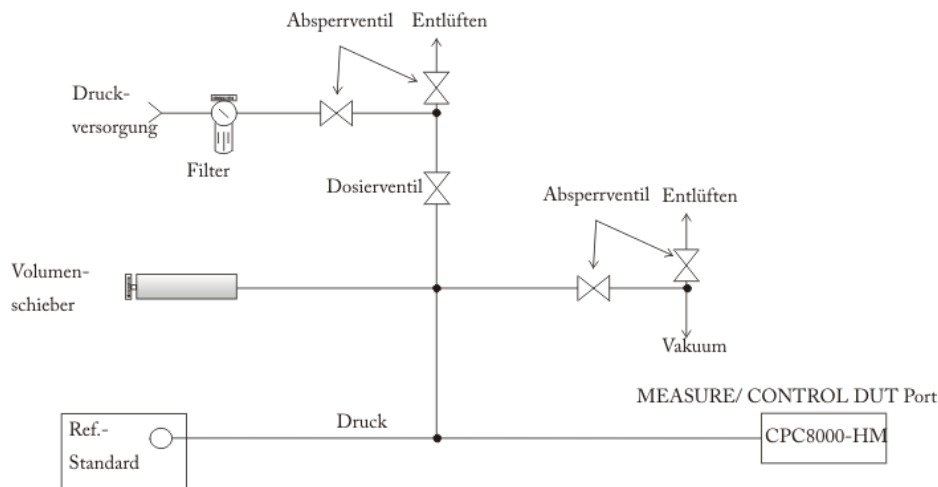 Absperrventil Entlüften
Druck-
versorgung
Filter
Dosierventil
Absperrventil Entlüften
Volumen-
schieber
Vakuum
MEASURE/ CONTROL DUT Port
Druck
Ref.-
Standard
CPC8000-HM